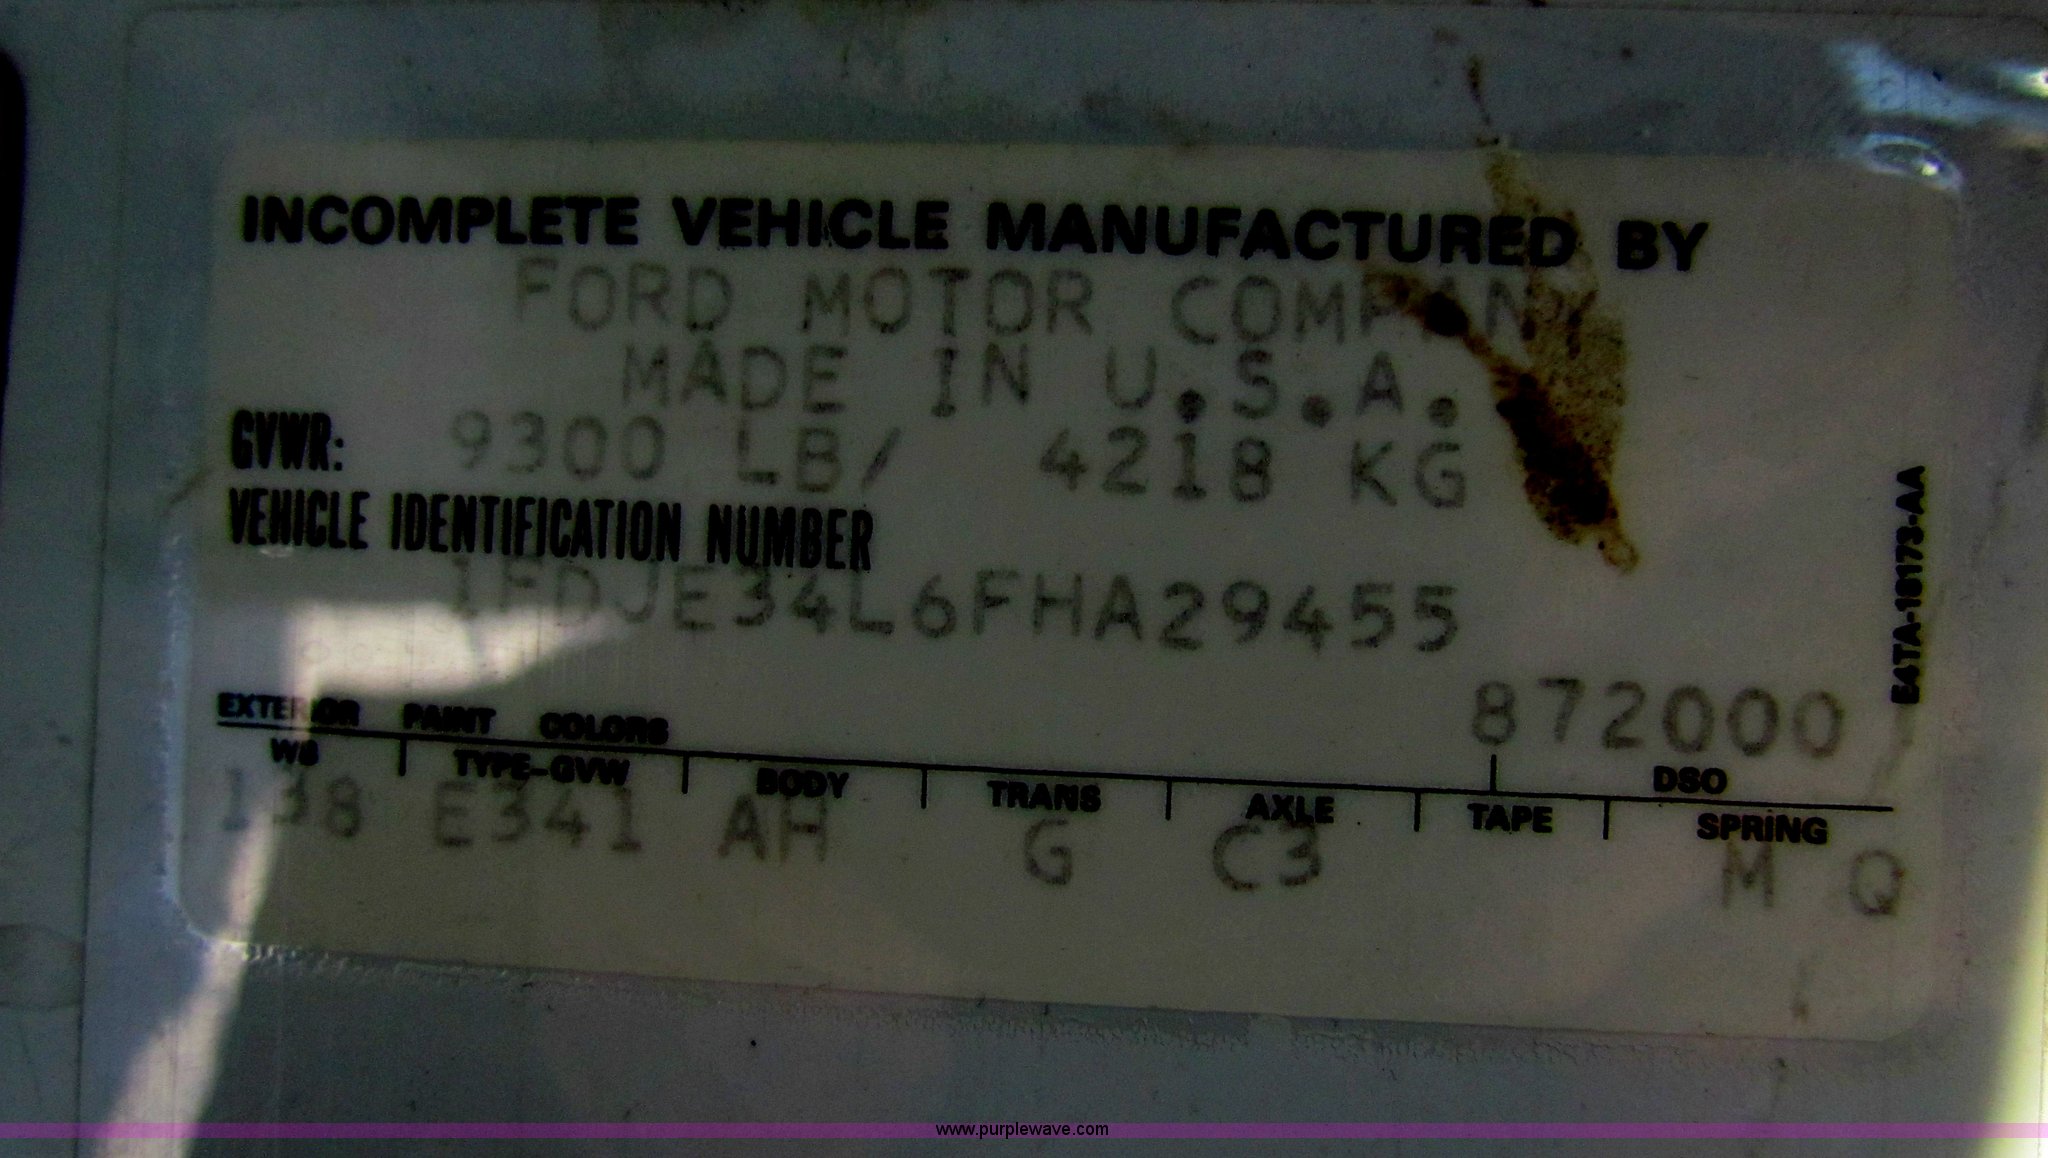 INCOMPLETE VEHICLE MANUFACTURED BY
FORD MOTOR COMPANY
MADE IN U.S.A.
GVWR: 9300 LB/ 4218 KG
VEHICLE IDENTIFICATION NUMBER
1FDJE34L6FHA29455
E4TA-18173-AA
872000
EXTERIOR PAINT COLORS DSO
WB TYPE-GVW BODY TRANS AXLE TAPE SPRING
138 E341 AH G C3 M Q
www.purplewave.com